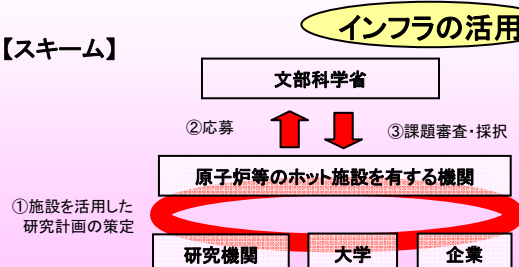 インフラの活用
【スキーム】
文部科学省
②応募
③課題審査・採択
原子炉等のホット施設を有する機関
①施設を活用した
研究計画の策定
研究機関
大学
企業